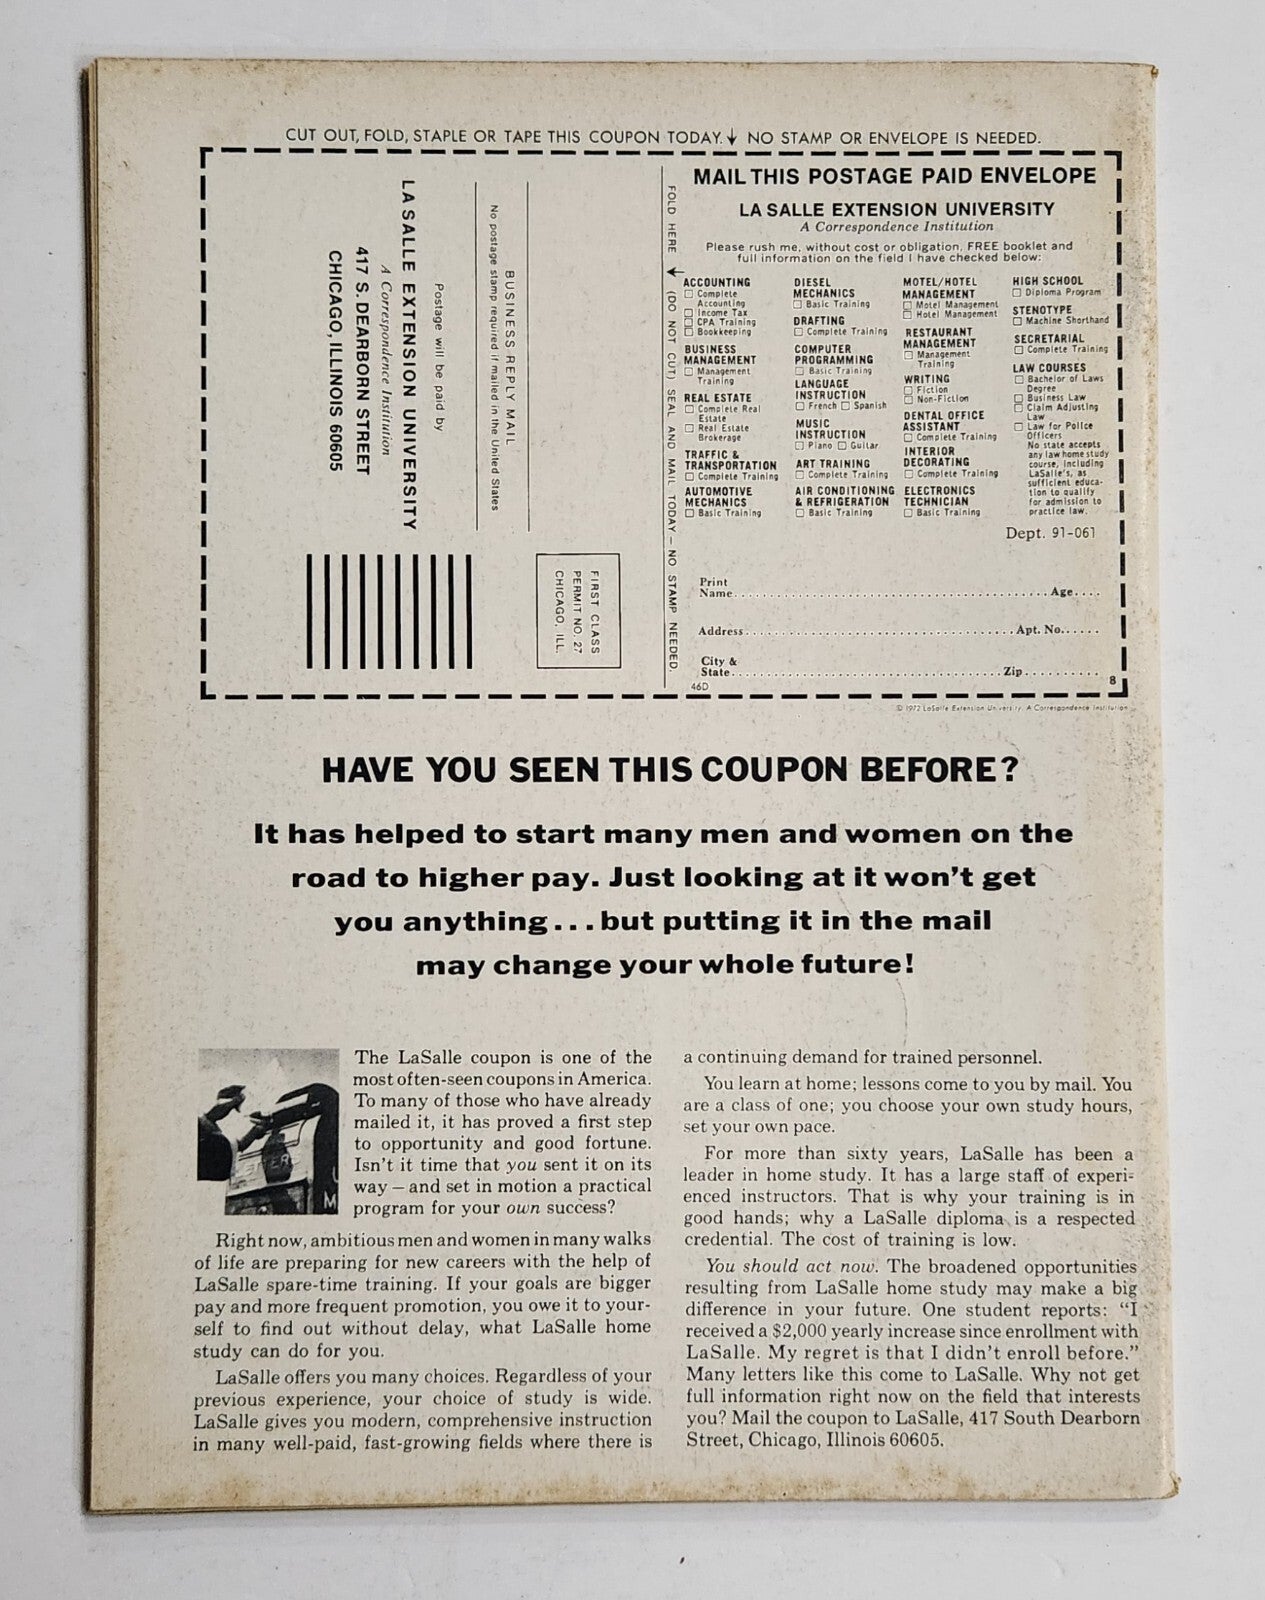 CUT OUT, FOLD, STAPLE OR TAPE THIS COUPON TODAY. NO STAMP OR ENVELOPE IS NEEDED.
No postage stamp required if mailed in the United States
BUSINESS REPLY MAIL
Postage will be paid by
LA SALLE EXTENSION UNIVERSITY
A Correspondence Institution
417 S. DEARBORN STREET
CHICAGO, ILLINOIS 60605
FIRST CLASS
PERMIT NO. 27
CHICAGO, ILL.
FOLD HERE (DO NOT CUT) SEAL AND MAIL TODAY — NO STAMP NEEDED.
MAIL THIS POSTAGE PAID ENVELOPE
LA SALLE EXTENSION UNIVERSITY
A Correspondence Institution
Please rush me, without cost or obligation, FREE booklet and
full information on the field I have checked below:
ACCOUNTING
Complete
Accounting
Income Tax
CPA Training
Bookkeeping
BUSINESS
MANAGEMENT
Management
Training
REAL ESTATE
Complete Real
Estate
Real Estate
Brokerage
TRAFFIC &
TRANSPORTATION
Complete Training
AUTOMOTIVE
MECHANICS
Basic Training
DIESEL
MECHANICS
Basic Training
DRAFTING
Complete Training
COMPUTER
PROGRAMMING
Basic Training
LANGUAGE
INSTRUCTION
French Spanish
MUSIC
INSTRUCTION
Piano Guitar
ART TRAINING
Complete Training
AIR CONDITIONING
& REFRIGERATION
Basic Training
MOTEL/HOTEL
MANAGEMENT
Motel Management
Hotel Management
RESTAURANT
MANAGEMENT
Management
Training
WRITING
Fiction
Non-Fiction
DENTAL OFFICE
ASSISTANT
Complete Training
INTERIOR
DECORATING
Complete Training
ELECTRONICS
TECHNICIAN
Basic Training
HIGH SCHOOL
Diploma Program
STENOTYPE
Machine Shorthand
SECRETARIAL
Complete Training
LAW COURSES
Bachelor of Laws
Degree
Business Law
Claim Adjusting
Law
Law for Police
Officers
No state accepts
any law home study
course, including
LaSalle's, as
sufficient educa-
tion to qualify
for admission to
practice law.
Dept. 91-061
Print
Name Age
Address Apt. No.
City &
State Zip
46D 8
© 1972 LaSalle Extension University. A Correspondence Institution
HAVE YOU SEEN THIS COUPON BEFORE?
It has helped to start many men and women on the
road to higher pay. Just looking at it won't get
you anything...but putting it in the mail
may change your whole future!
The LaSalle coupon is one of the
most often-seen coupons in America.
To many of those who have already
mailed it, it has proved a first step
to opportunity and good fortune.
Isn't it time that you sent it on its
way – and set in motion a practical
program for your own success?
Right now, ambitious men and women in many walks
of life are preparing for new careers with the help of
LaSalle spare-time training. If your goals are bigger
pay and more frequent promotion, you owe it to your-
self to find out without delay, what LaSalle home
study can do for you.
LaSalle offers you many choices. Regardless of your
previous experience, your choice of study is wide.
LaSalle gives you modern, comprehensive instruction
in many well-paid, fast-growing fields where there is
a continuing demand for trained personnel.
You learn at home; lessons come to you by mail. You
are a class of one; you choose your own study hours,
set your own pace.
For more than sixty years, LaSalle has been a
leader in home study. It has a large staff of experi-
enced instructors. That is why your training is in
good hands; why a LaSalle diploma is a respected
credential. The cost of training is low.
You should act now. The broadened opportunities
resulting from LaSalle home study may make a big
difference in your future. One student reports: "I
received a $2,000 yearly increase since enrollment with
LaSalle. My regret is that I didn't enroll before."
Many letters like this come to LaSalle. Why not get
full information right now on the field that interests
you? Mail the coupon to LaSalle, 417 South Dearborn
Street, Chicago, Illinois 60605.